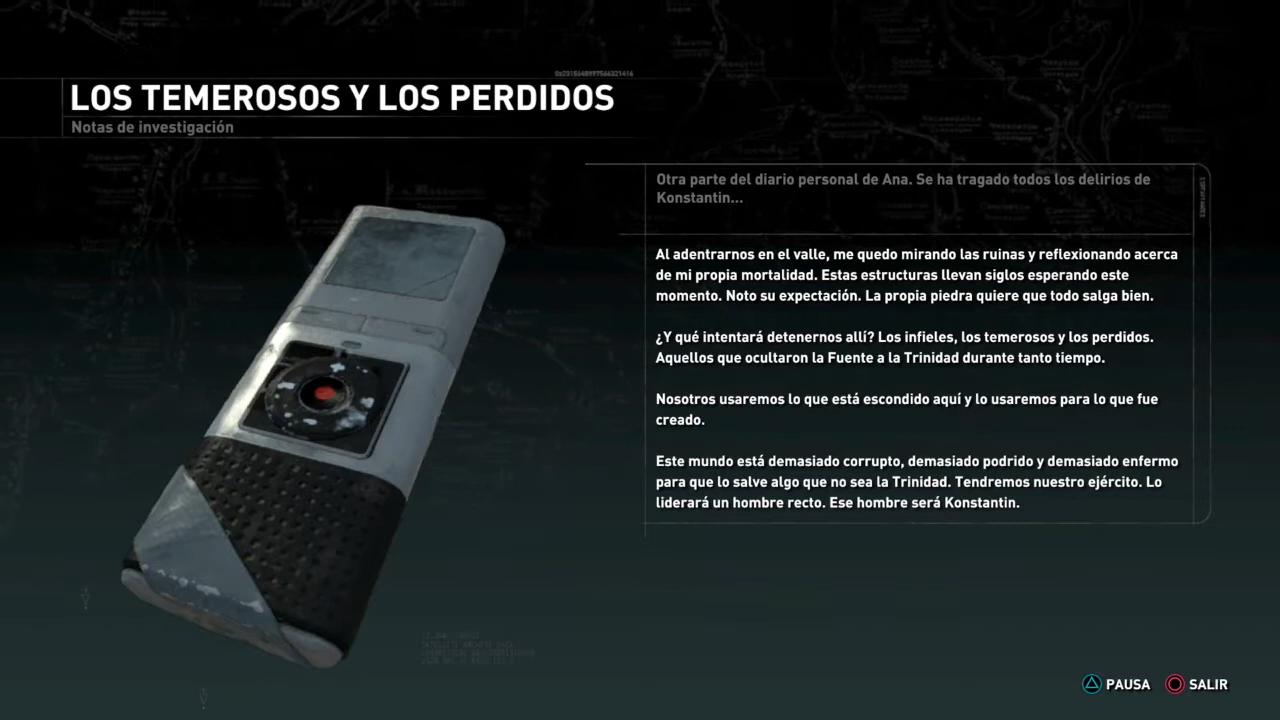 LOS TEMEROSOS Y LOS PERDIDOS
Notas de investigación
Otra parte del diario personal de Ana. Se ha tragado todos los delirios de
Konstantin...
Al adentrarnos en el valle, me quedo mirando las ruinas y reflexionando acerca
de mi propia mortalidad. Estas estructuras llevan siglos esperando este
momento. Noto su expectación. La propia piedra quiere que todo salga bien.
¿Y qué intentará detenernos allí? Los infieles, los temerosos y los perdidos.
Aquellos que ocultaron la Fuente a la Trinidad durante tanto tiempo.
Nosotros usaremos lo que está escondido aquí y lo usaremos para lo que fue
creado.
Este mundo está demasiado corrupto, demasiado podrido y demasiado enfermo
para que lo salve algo que no sea la Trinidad. Tendremos nuestro ejército. Lo
liderará un hombre recto. Ese hombre será Konstantin.
PAUSA SALIR